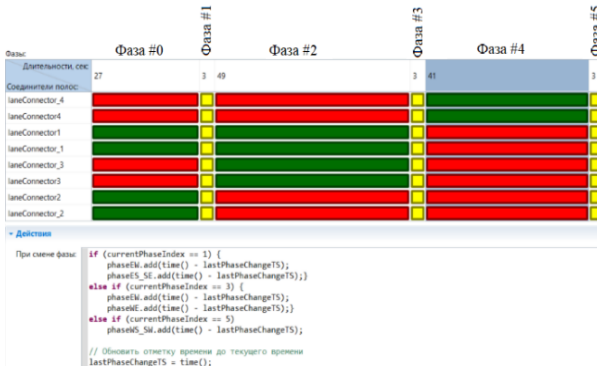 Фаза #0 Фаза #1 Фаза #2 Фаза #3 Фаза #4 Фаза #5
Фазы:
Длительности, сек:
27 3 49 3 41 3
Соединители полос:
laneConnector_4
laneConnector4
laneConnector1
laneConnector_1
laneConnector_3
laneConnector3
laneConnector2
laneConnector_2
Действия
При смене фазы:
if (currentPhaseIndex == 1) {
phaseEW.add(time() - lastPhaseChangeTS);
phaseES_SE.add(time() - lastPhaseChangeTS);}
else if (currentPhaseIndex == 3) {
phaseEW.add(time() - lastPhaseChangeTS);
phaseWE.add(time() - lastPhaseChangeTS);}
else if (currentPhaseIndex == 5)
phaseWS_SW.add(time() - lastPhaseChangeTS);
// Обновить отметку времени до текущего времени
lastPhaseChangeTS = time();